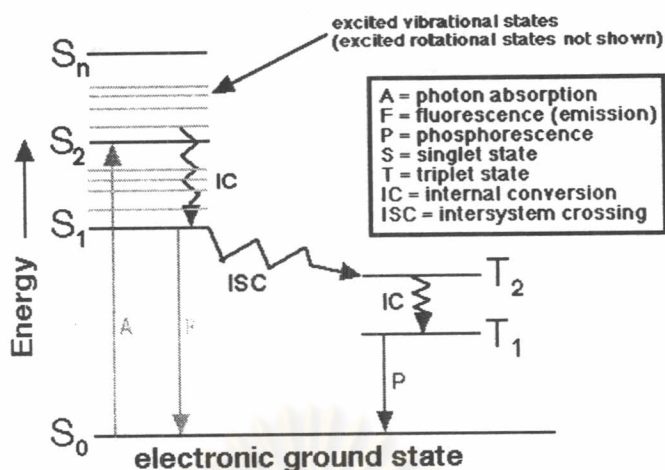 excited vibrational states
(excited rotational states not shown)
Sn
A = photon absorption
F = fluorescence (emission)
P = phosphorescence
S = singlet state
T = triplet state
IC = internal conversion
ISC = intersystem crossing
S2
IC
S1
ISC
T2
IC
T1
Energy
A
F
P
S0
electronic ground state